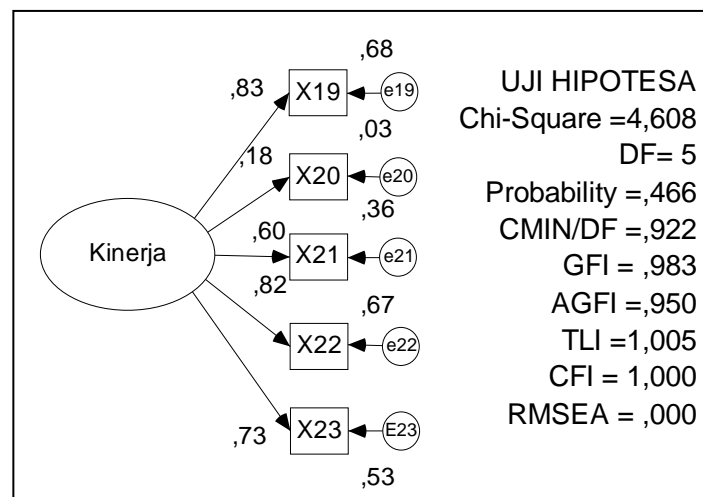 ,68
,83
X19
e19
,03
,18
X20
e20
,36
Kinerja
,60
X21
e21
,82
,67
X22
e22
,73
X23
E23
,53
UJI HIPOTESA
Chi-Square =4,608
DF= 5
Probability =,466
CMIN/DF =,922
GFI = ,983
AGFI =,950
TLI =1,005
CFI = 1,000
RMSEA = ,000